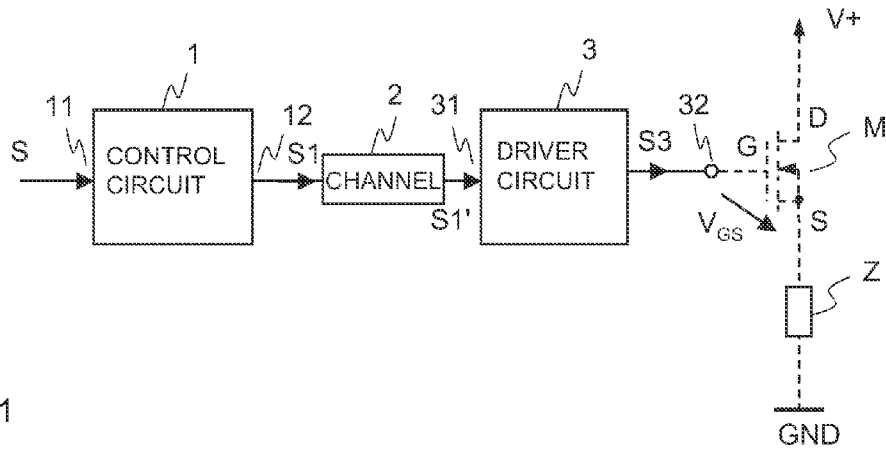 V+
1
3
2
D
11
12
31
32
S
CONTROL
CIRCUIT
S1
CHANNEL
DRIVER
CIRCUIT
S3
G
M
S1'
VGS
S
Z
1
GND